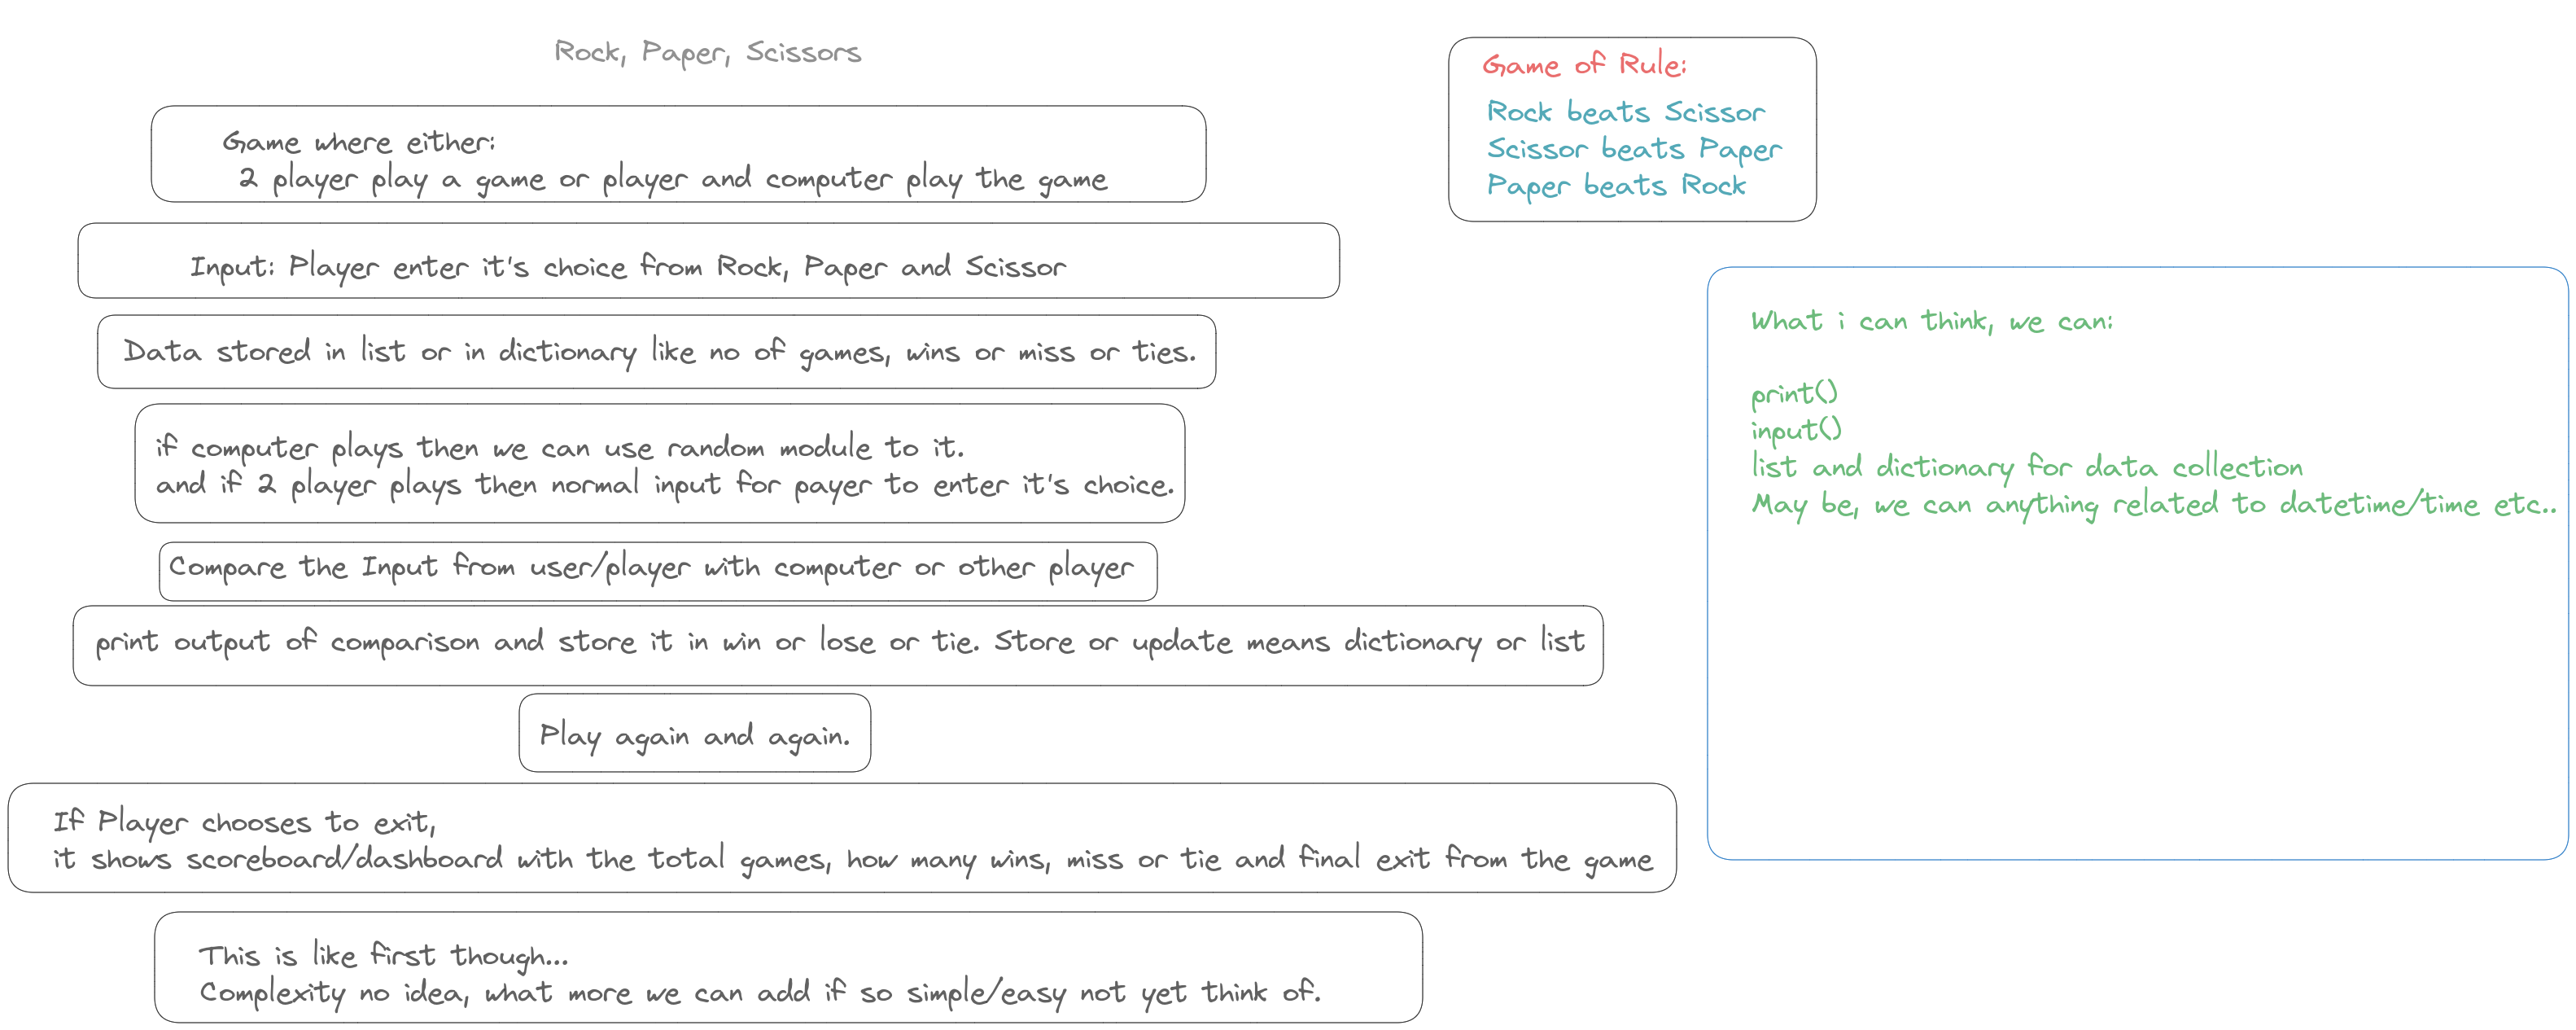 Rock, Paper, Scissors
Game where either:
2 player play a game or player and computer play the game
Input: Player enter it's choice from Rock, Paper and Scissor
Data stored in list or in dictionary like no of games, wins or miss or ties.
if computer plays then we can use random module to it.
and if 2 player plays then normal input for payer to enter it's choice.
Compare the Input from user/player with computer or other player
print output of comparison and store it in win or lose or tie. Store or update means dictionary or list
Play again and again.
If Player chooses to exit,
it shows scoreboard/dashboard with the total games, how many wins, miss or tie and final exit from the game
This is like first though...
Complexity no idea, what more we can add if so simple/easy not yet think of.
Game of Rule:
Rock beats Scissor
Scissor beats Paper
Paper beats Rock
What i can think, we can:
print()
input()
list and dictionary for data collection
May be, we can anything related to datetime/time etc..